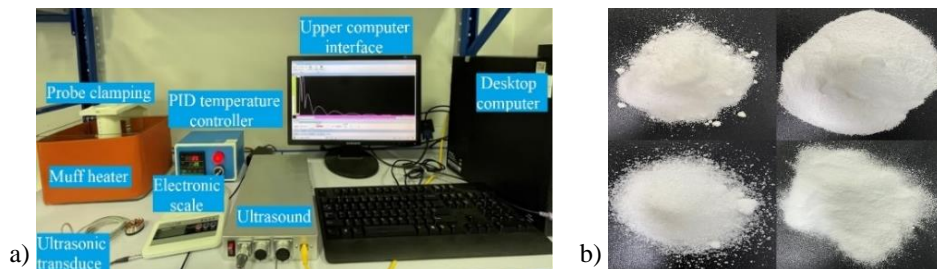 Upper computer
interface
Desktop
computer
Probe clamping
PID temperature
controller
Muff heater
Electronic
scale
Ultrasound
Ultrasonic
transduce
a)
b)